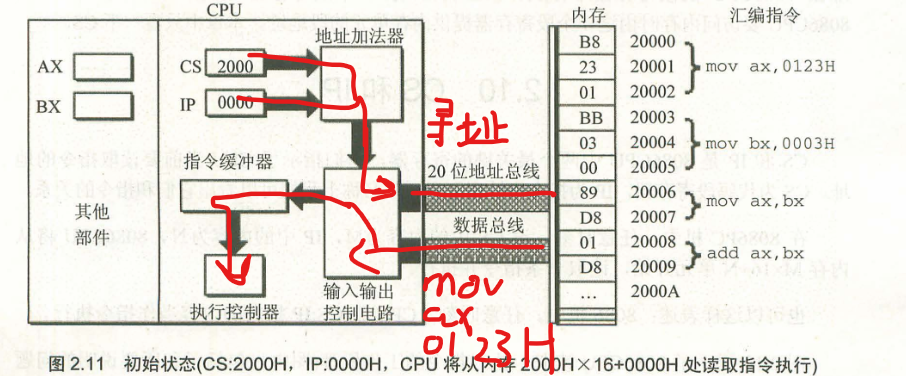 CPU
内存
汇编指令
地址加法器
AX
CS 2000
BX
IP 0000
B8 20000
23 20001 mov ax,0123H
01 20002
BB 20003
03 20004 mov bx,0003H
00 20005
89 20006 mov ax,bx
D8 20007
01 20008 add ax,bx
D8 20009
... 2000A
寻址
指令缓冲器
20 位地址总线
数据总线
其他
部件
执行控制器
输入输出
控制电路
mov
ax
0123H
图 2.11 初始状态(CS:2000H，IP:0000H，CPU 将从内存 2000H×16+0000H 处读取指令执行)
2.10 CS 和 IP